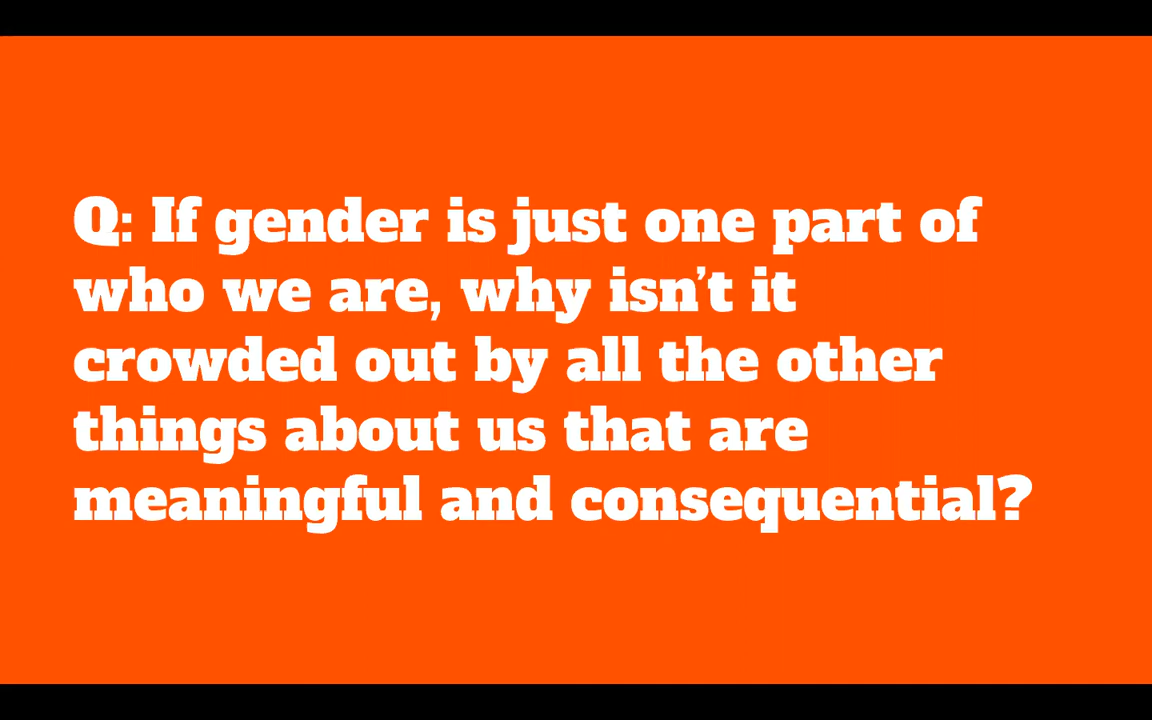 Q: If gender is just one part of
who we are, why isn’t it
crowded out by all the other
things about us that are
meaningful and consequential?